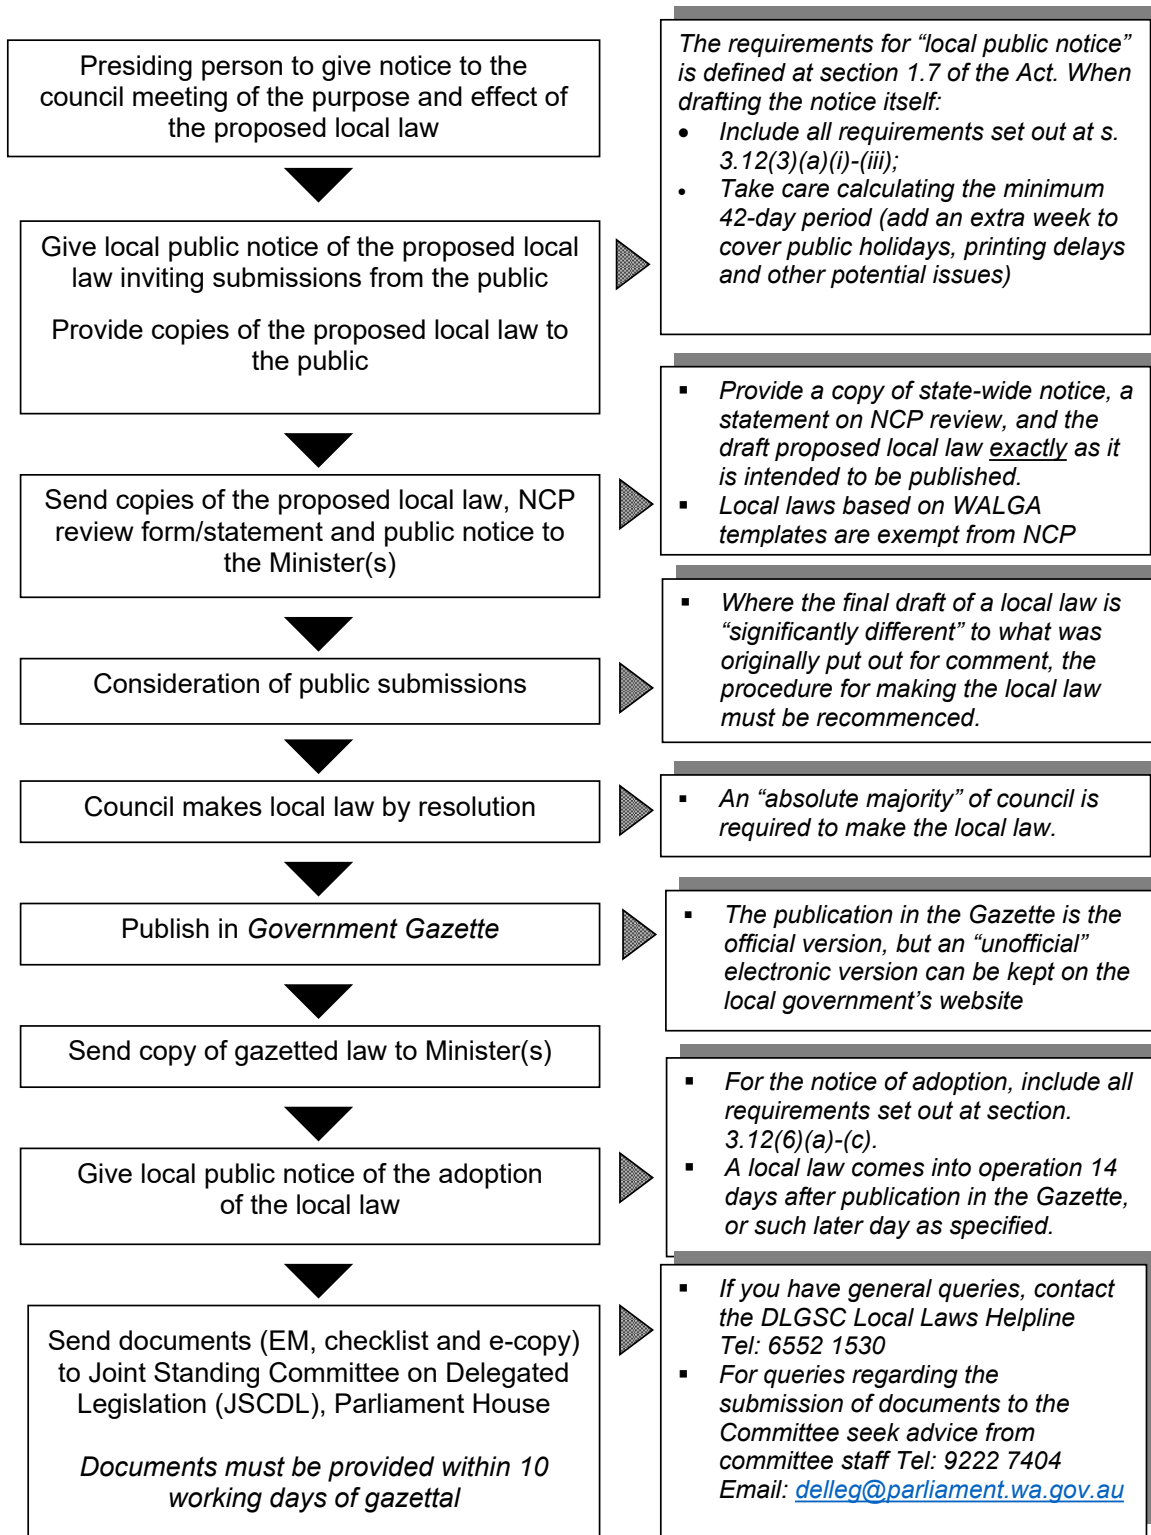 Presiding person to give notice to the
council meeting of the purpose and effect of
the proposed local law
The requirements for “local public notice”
is defined at section 1.7 of the Act. When
drafting the notice itself:
• Include all requirements set out at s.
3.12(3)(a)(i)-(iii);
• Take care calculating the minimum
42-day period (add an extra week to
cover public holidays, printing delays
and other potential issues)
Give local public notice of the proposed local
law inviting submissions from the public
Provide copies of the proposed local law to
the public
▪ Provide a copy of state-wide notice, a
statement on NCP review, and the
draft proposed local law exactly as it
is intended to be published.
▪ Local laws based on WALGA
templates are exempt from NCP
Send copies of the proposed local law, NCP
review form/statement and public notice to
the Minister(s)
▪ Where the final draft of a local law is
“significantly different” to what was
originally put out for comment, the
procedure for making the local law
must be recommenced.
Consideration of public submissions
Council makes local law by resolution
▪ An “absolute majority” of council is
required to make the local law.
Publish in Government Gazette
▪ The publication in the Gazette is the
official version, but an “unofficial”
electronic version can be kept on the
local government’s website
Send copy of gazetted law to Minister(s)
▪ For the notice of adoption, include all
requirements set out at section.
3.12(6)(a)-(c).
▪ A local law comes into operation 14
days after publication in the Gazette,
or such later day as specified.
Give local public notice of the adoption
of the local law
▪ If you have general queries, contact
the DLGSC Local Laws Helpline
Tel: 6552 1530
▪ For queries regarding the
submission of documents to the
Committee seek advice from
committee staff Tel: 9222 7404
Email: delleg@parliament.wa.gov.au
Send documents (EM, checklist and e-copy)
to Joint Standing Committee on Delegated
Legislation (JSCDL), Parliament House
Documents must be provided within 10
working days of gazettal